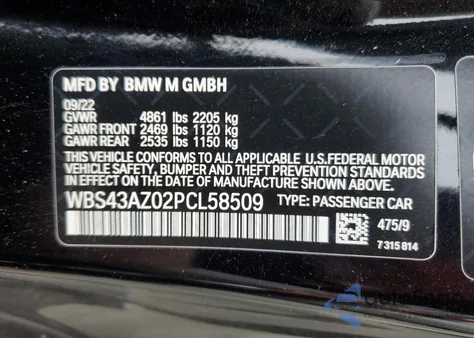 MFD BY BMW M GMBH
09/22
GVWR 4861 lbs 2205 kg
GAWR FRONT 2469 lbs 1120 kg
GAWR REAR 2535 lbs 1150 kg
THIS VEHICLE CONFORMS TO ALL APPLICABLE U.S.FEDERAL MOTOR
VEHICLE SAFETY, BUMPER AND THEFT PREVENTION STANDARDS
IN EFFECT ON THE DATE OF MANUFACTURE SHOWN ABOVE.
WBS43AZ02PCL58509 TYPE: PASSENGER CAR
475/9
7 315 814